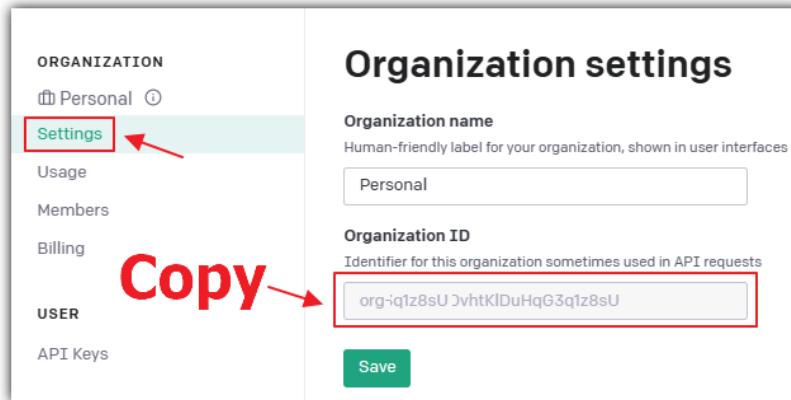 ORGANIZATION
Personal
Settings
Usage
Members
Billing
USER
API Keys
Organization settings
Organization name
Human-friendly label for your organization, shown in user interfaces
Personal
Organization ID
Identifier for this organization sometimes used in API requests
Copy
Save